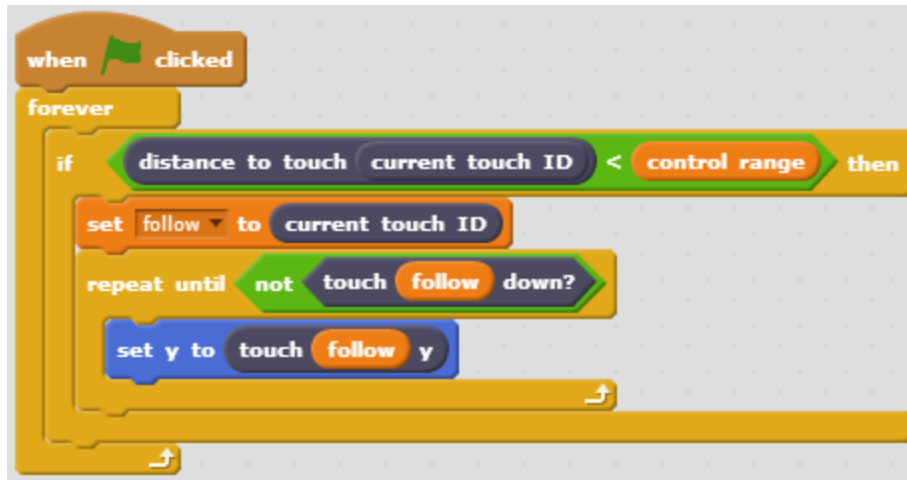 when clicked
forever
if distance to touch current touch ID < control range then
set follow to current touch ID
repeat until not touch follow down?
set y to touch follow y